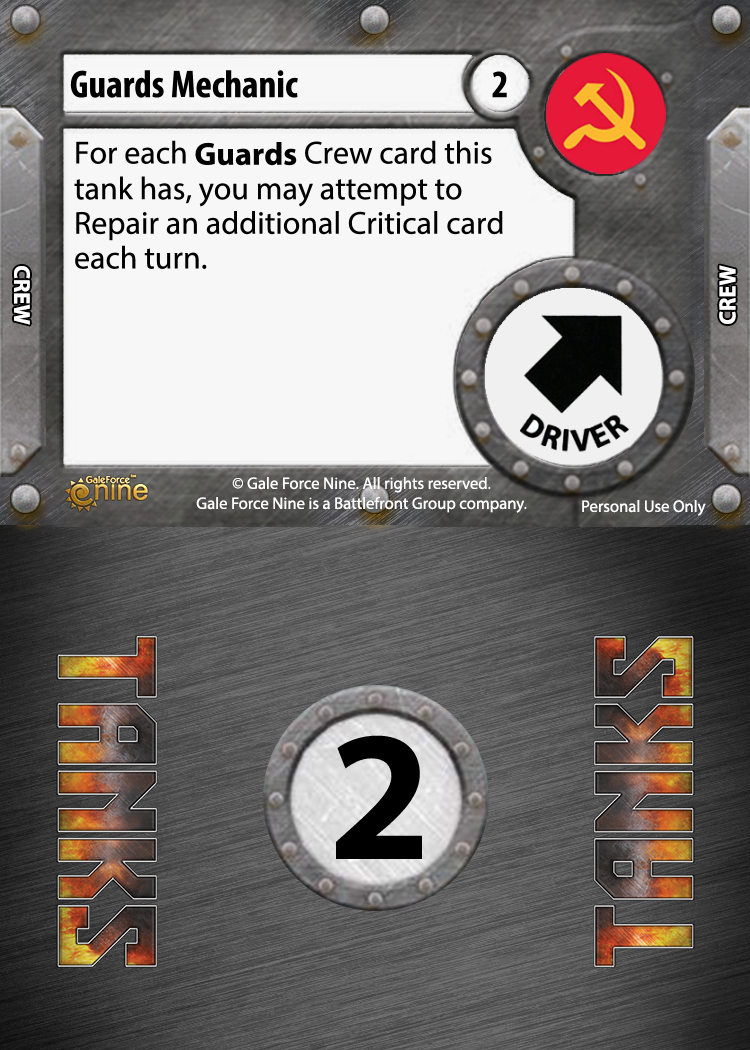 Guards Mechanic
2
For each Guards Crew card this
tank has, you may attempt to
Repair an additional Critical card
each turn.
CREW
CREW
DRIVER
GaleForce™
nine
© Gale Force Nine. All rights reserved.
Gale Force Nine is a Battlefront Group company.
Personal Use Only
TANKS
2
TANKS